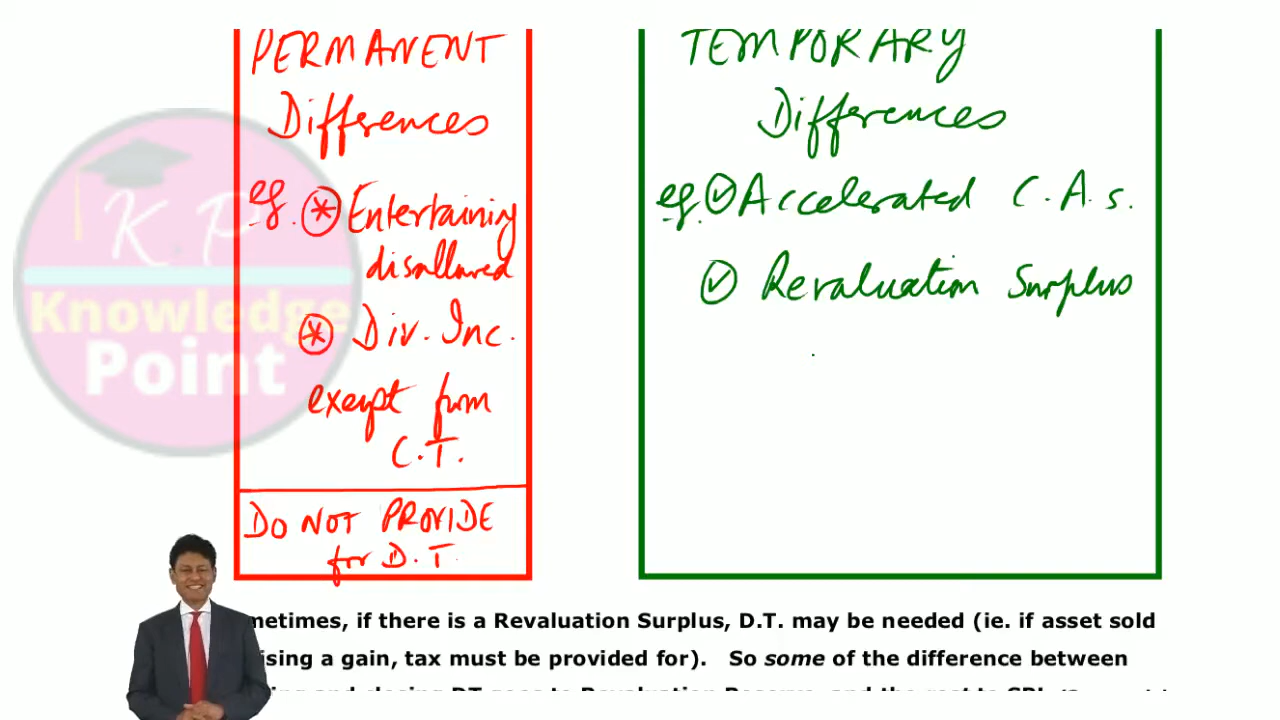 PERMANENT
Differences
eg. * Entertaining
disallowed
* Div. Inc.
exempt from
C.T.
DO NOT PROVIDE
for D.T.
TEMPORARY
Differences
eg. Accelerated C.A.s.
Revaluation Surplus
K P
Knowledge
Point
metimes, if there is a Revaluation Surplus, D.T. may be needed (ie. if asset sold
ising a gain, tax must be provided for). So some of the difference between